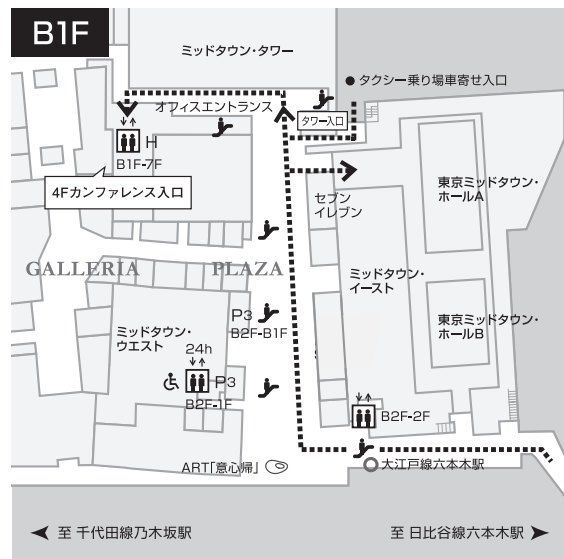 B1F
ミッドタウン・タワー
タクシー乗り場車寄せ入口
オフィスエントランス
タワー入口
H
B1F-7F
4Fカンファレンス入口
セブン
イレブン
東京ミッドタウン・
ホールA
GALLERIA
PLAZA
ミッドタウン・
イースト
P3
B2F-B1F
東京ミッドタウン・
ホールB
ミッドタウン・
ウエスト
24h
P3
B2F-1F
B2F-2F
ART「意心帰」
大江戸線六本木駅
至 千代田線乃木坂駅
至 日比谷線六本木駅